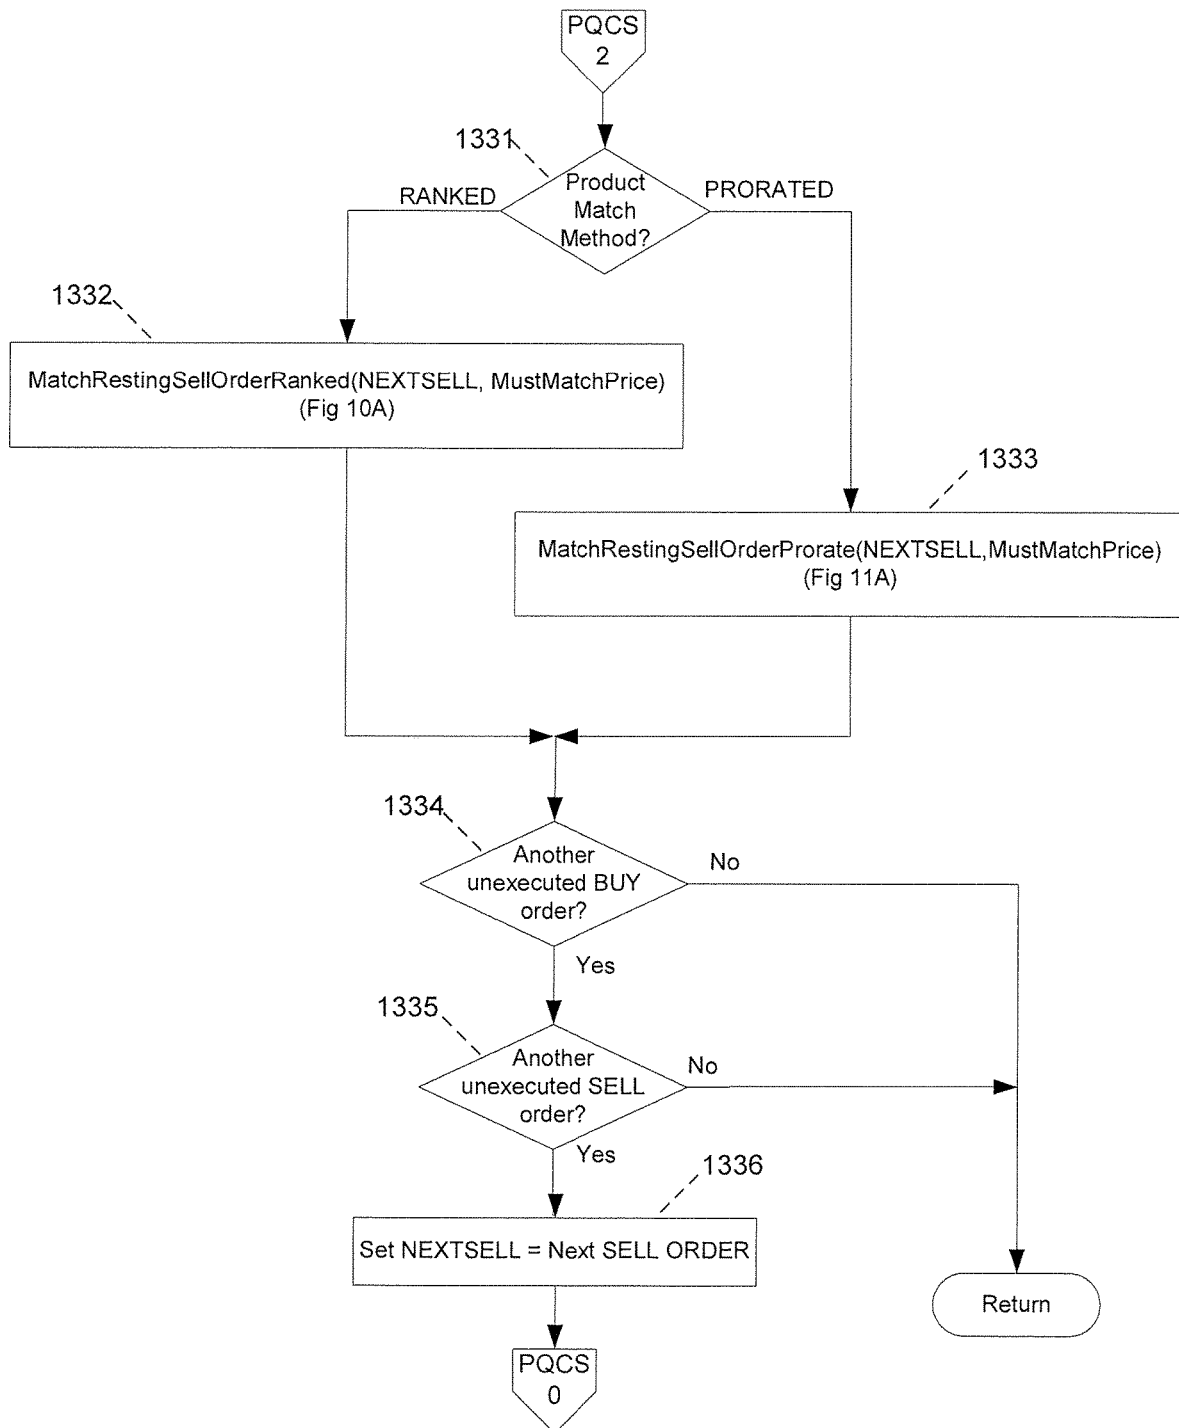 PQCS
2
1331
RANKED
Product
Match
Method?
PRORATED
1332
MatchRestingSellOrderRanked(NEXTSELL, MustMatchPrice)
(Fig 10A)
1333
MatchRestingSellOrderProrate(NEXTSELL,MustMatchPrice)
(Fig 11A)
1334
Another
unexecuted BUY
order?
No
Yes
1335
Another
unexecuted SELL
order?
No
Yes
1336
Set NEXTSELL = Next SELL ORDER
Return
PQCS
0